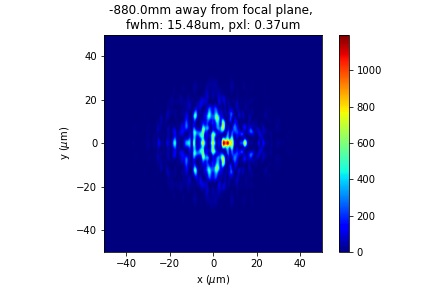 -880.0mm away from focal plane,
fwhm: 15.48um, pxl: 0.37um
40
20
0
−20
−40
y (μm)
−40 −20 0 20 40
x (μm)
1000
800
600
400
200
0